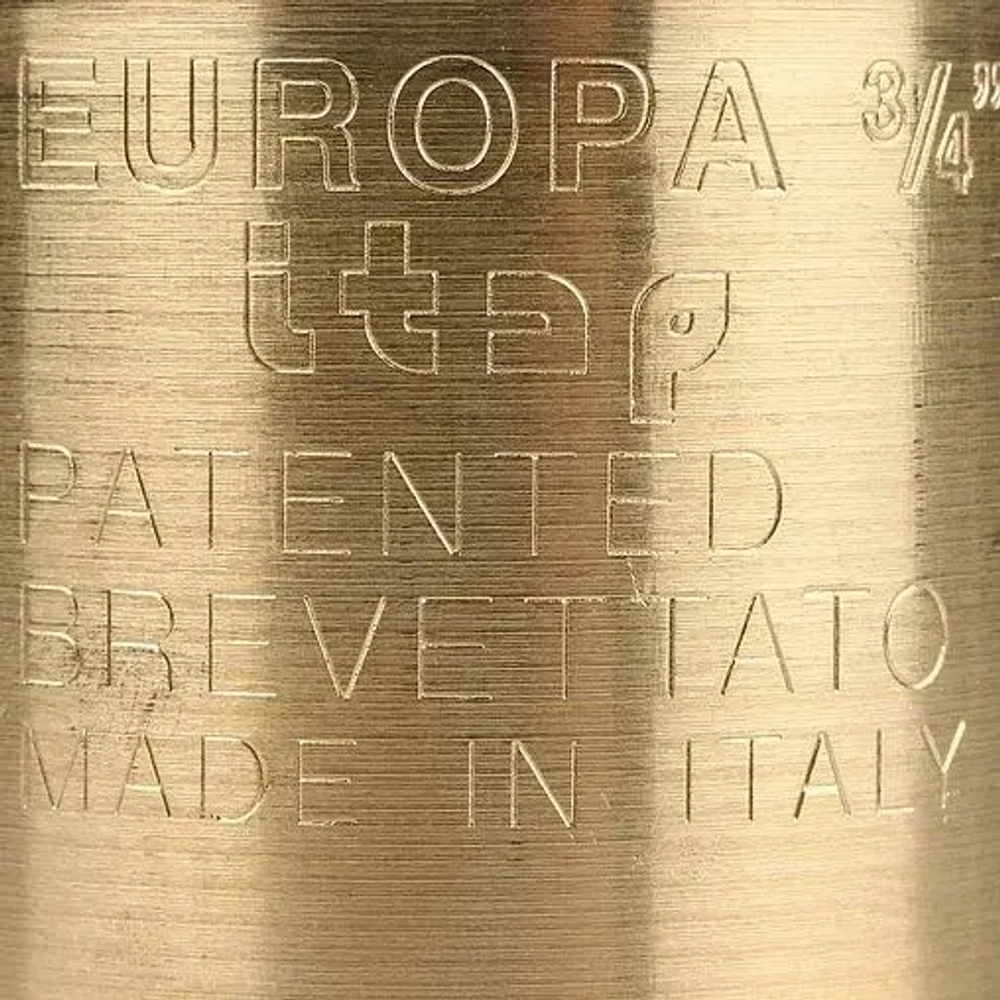 EUROPA 3/4"
itap
PATENTED
BREVETTATO
MADE IN ITALY